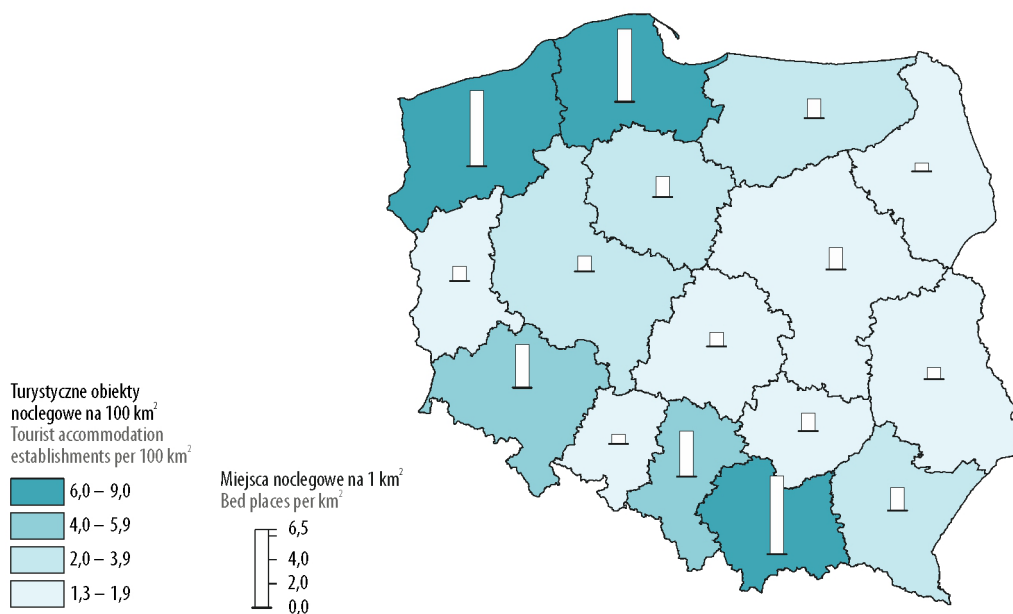 Turystyczne obiekty
noclegowe na 100 km²
Tourist accommodation
establishments per 100 km²
6,0 – 9,0
4,0 – 5,9
2,0 – 3,9
1,3 – 1,9
Miejsca noclegowe na 1 km²
Bed places per km²
6,5
4,0
2,0
0,0